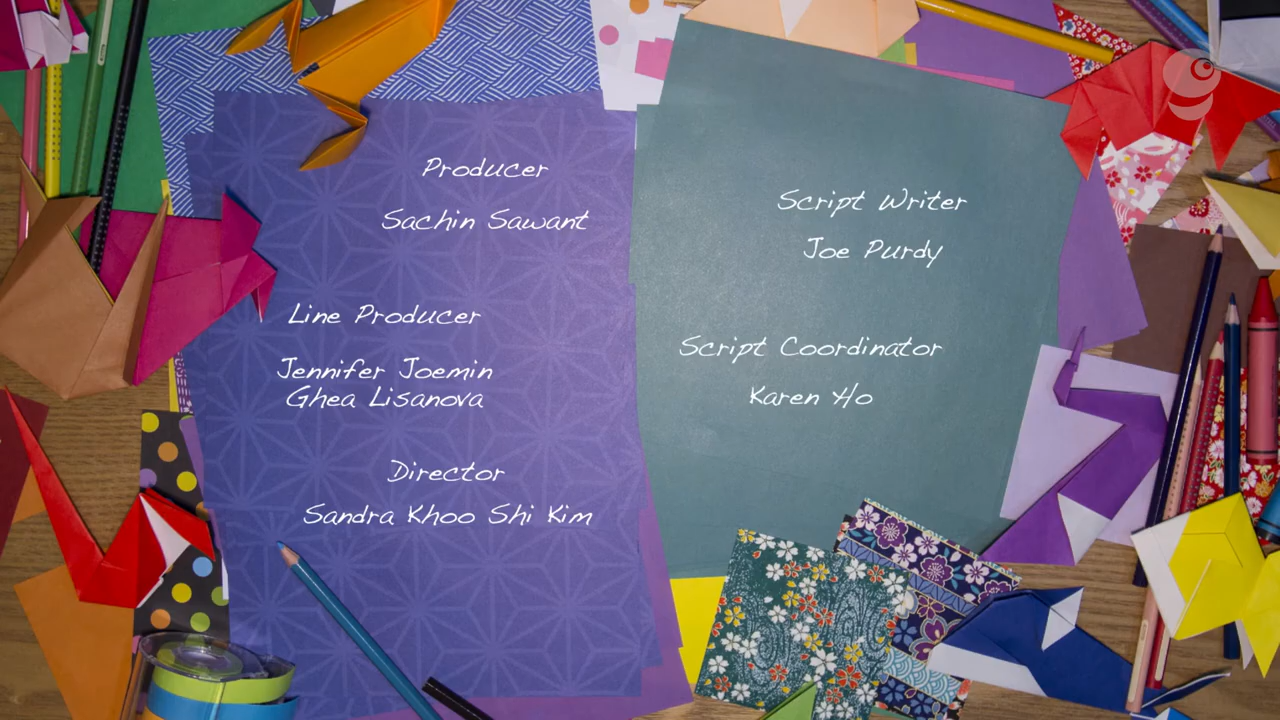 Producer
Sachin Sawant
Line Producer
Jennifer Joemin
Ghea Lisanova
Director
Sandra Khoo Shi Kim
Script Writer
Joe Purdy
Script Coordinator
Karen Ho